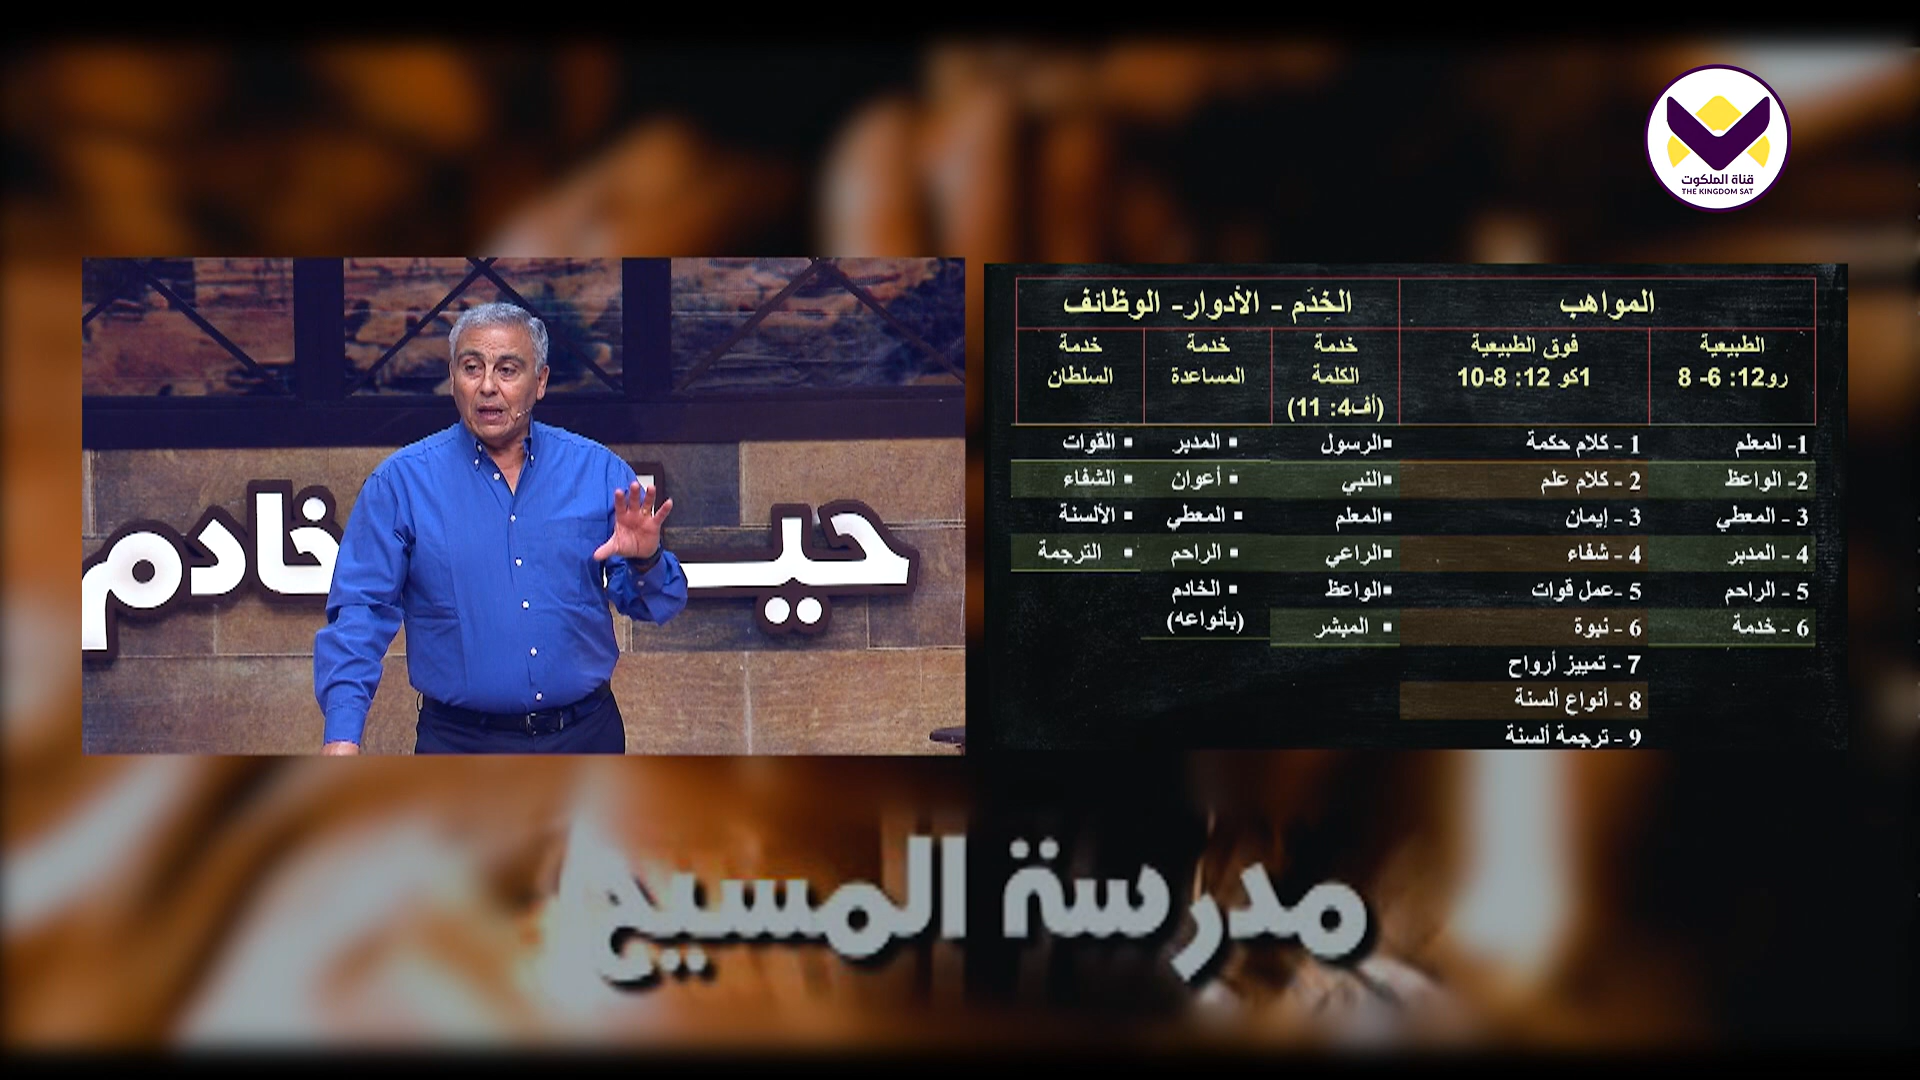 قناة الملكوت
THE KINGDOM SAT
حيـ
خادم
المواهب
الخِدَم - الأدوار- الوظائف
الطبيعية
رو12: 6- 8
فوق الطبيعية
1كو 12: 8-10
خدمة
الكلمة
(أف4: 11)
خدمة
المساعدة
خدمة
السلطان
1- المعلم
2- الواعظ
3 - المعطي
4 - المدبر
5 - الراحم
6 - خدمة
1 - كلام حكمة
2 - كلام علم
3 - إيمان
4 - شفاء
5 -عمل قوات
6 - نبوة
7 - تمييز أرواح
8 - أنواع ألسنة
9 - ترجمة ألسنة
▪الرسول
▪النبي
▪المعلم
▪الراعي
▪الواعظ
▪ المبشر
▪ المدبر
▪ أعوان
▪ المعطي
▪ الراحم
▪ الخادم
(بأنواعه)
▪ القوات
▪ الشفاء
▪ الألسنة
▪ الترجمة
مدرسة المسيح